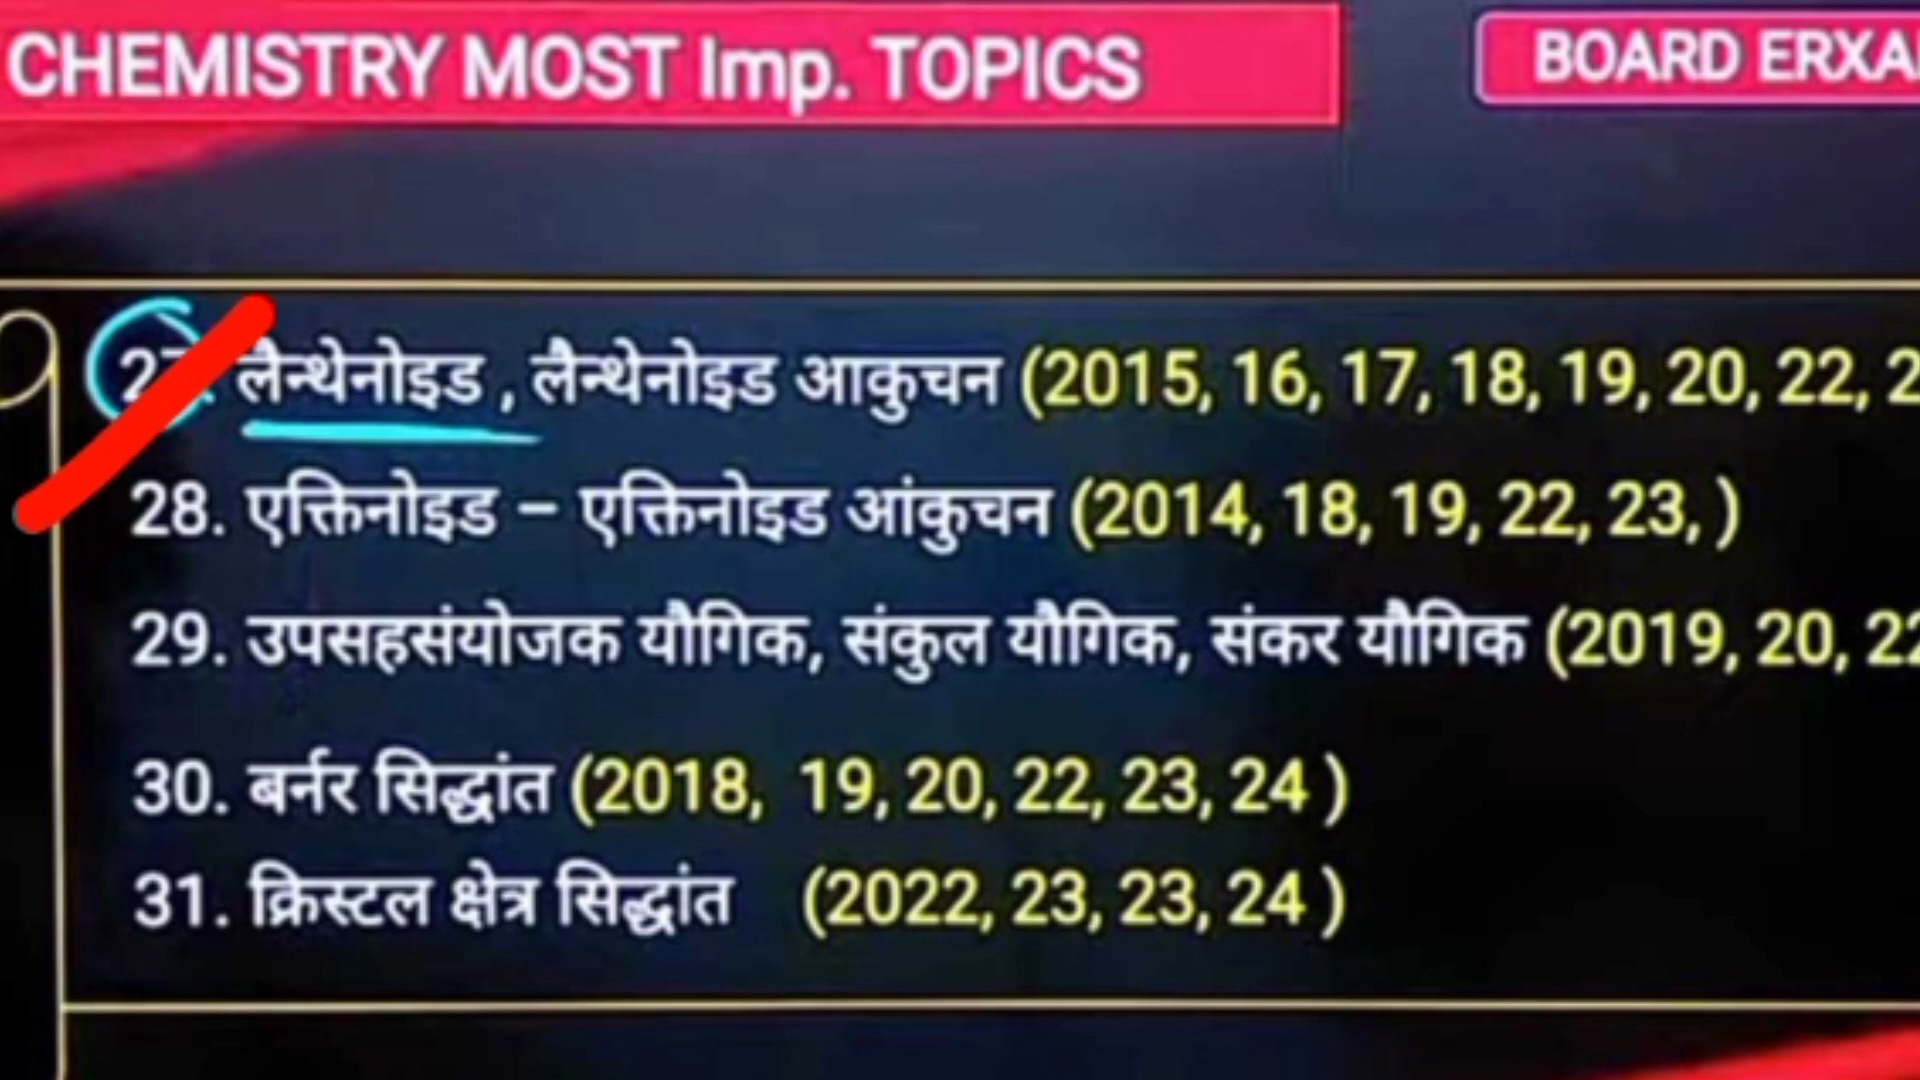 CHEMISTRY MOST Imp. TOPICS
BOARD
लैन्थेनोइड , लैन्थेनोइड आकुचन (2015, 16, 17, 18, 19, 20, 22,
28. एक्तिनोइड – एक्तिनोइड आंकुचन (2014, 18, 19, 22, 23, )
29. उपसहसंयोजक यौगिक, संकुल यौगिक, संकर यौगिक (2019, 20, 22
30. बर्नर सिद्धांत (2018, 19, 20, 22, 23, 24 )
31. क्रिस्टल क्षेत्र सिद्धांत (2022, 23, 23, 24 )